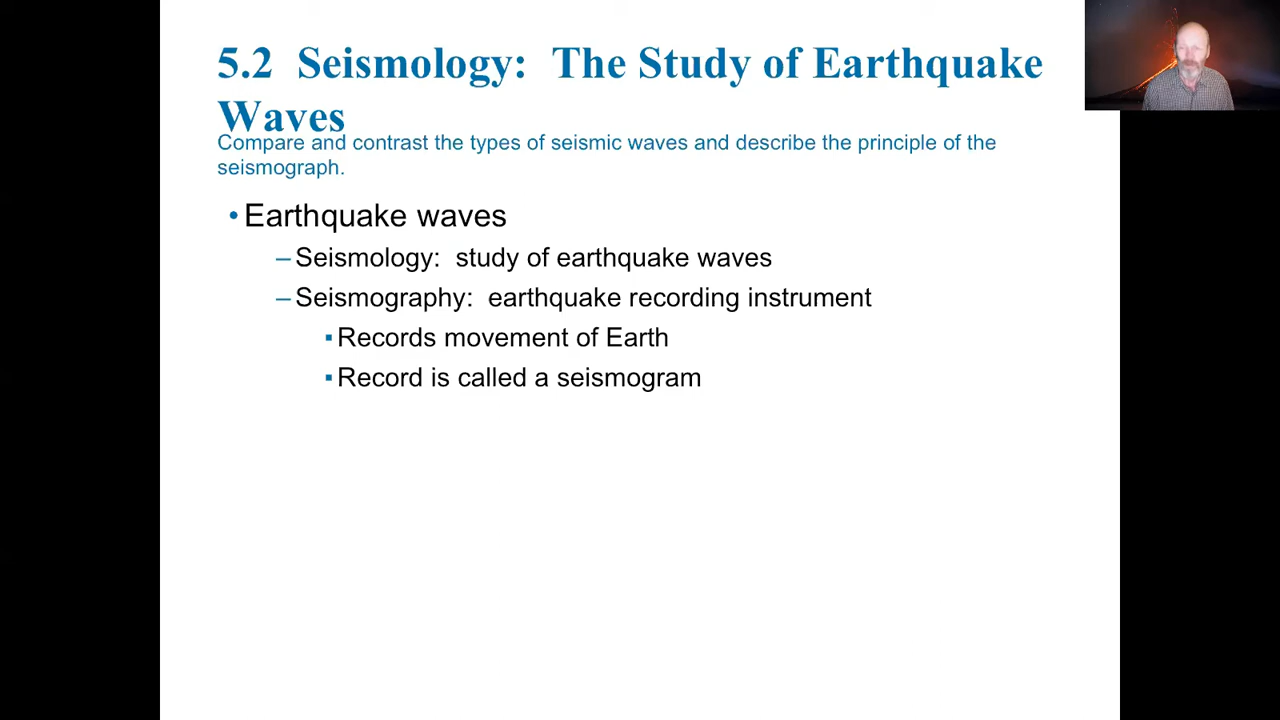 5.2 Seismology: The Study of Earthquake
Waves
Compare and contrast the types of seismic waves and describe the principle of the
seismograph.
• Earthquake waves
– Seismology: study of earthquake waves
– Seismography: earthquake recording instrument
▪ Records movement of Earth
▪ Record is called a seismogram